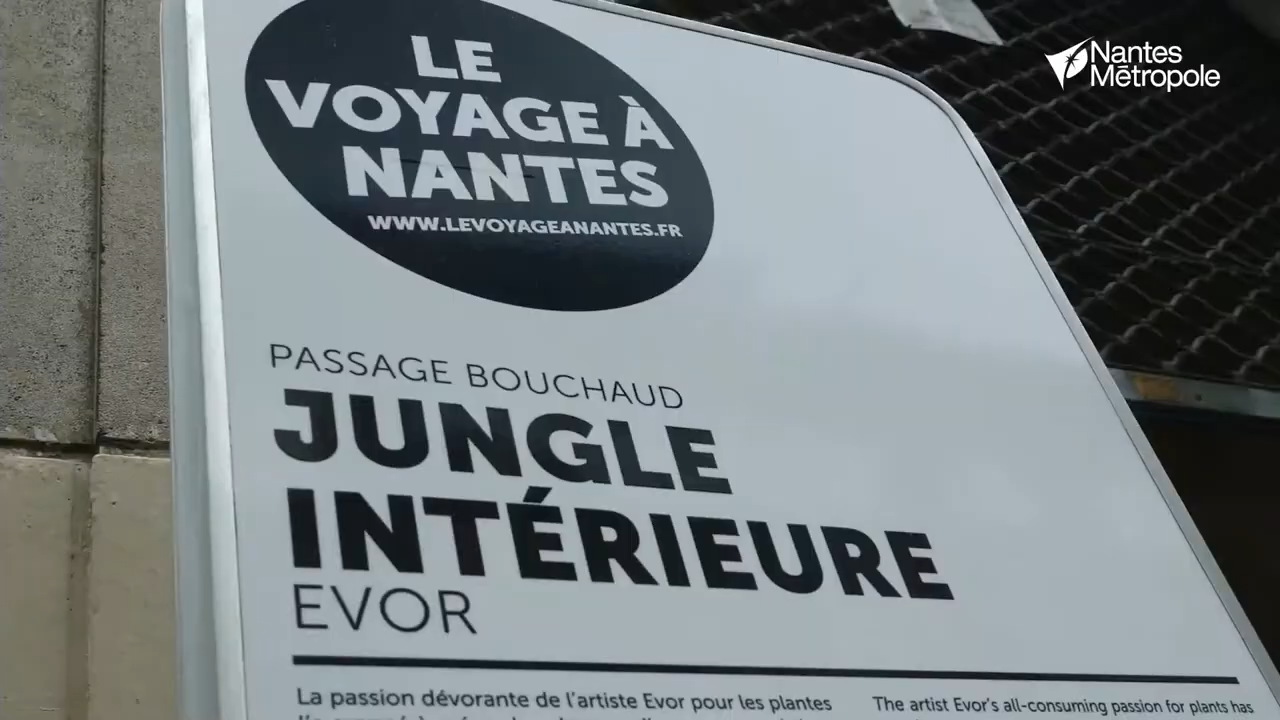 Nantes
Métropole
LE
VOYAGE À
NANTES
WWW.LEVOYAGEANANTES.FR
PASSAGE BOUCHAUD
JUNGLE
INTÉRIEURE
EVOR
La passion dévorante de l'artiste Evor pour les plantes
The artist Evor's all-consuming passion for plants has